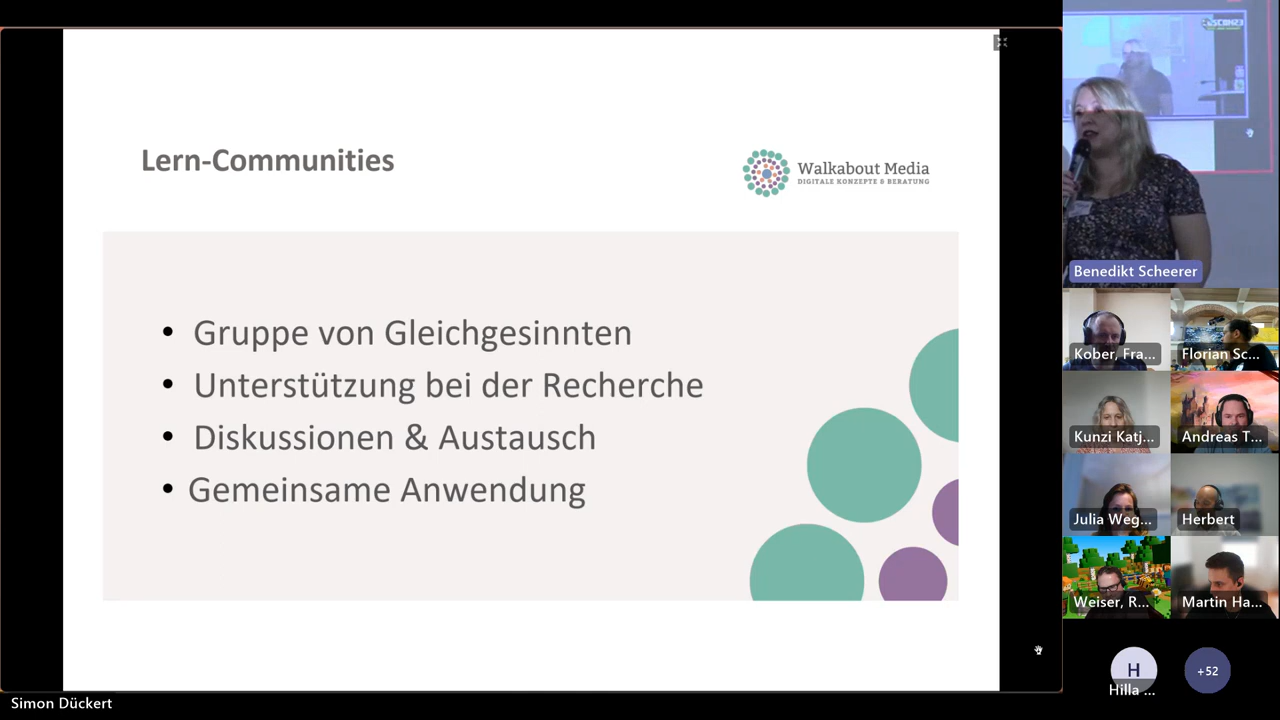 Lern-Communities
Walkabout Media
DIGITALE KONZEPTE & BERATUNG
• Gruppe von Gleichgesinnten
• Unterstützung bei der Recherche
• Diskussionen & Austausch
• Gemeinsame Anwendung
Benedikt Scheerer
Kober, Fra...
Florian Sc...
Kunzi Katj...
Andreas T...
Julia Weg...
Herbert
Weiser, R...
Martin Ha...
H
Hilla ...
+52
Simon Dückert